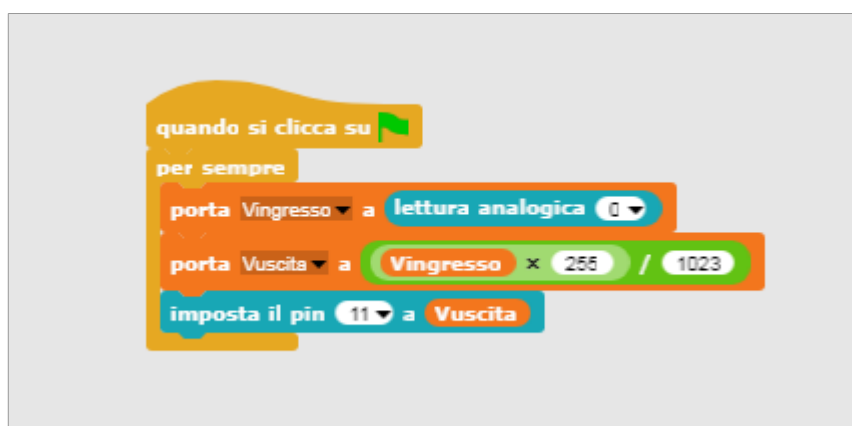 quando si clicca su
per sempre
porta Vingresso a lettura analogica 0
porta Vuscita a Vingresso × 255 / 1023
imposta il pin 11 a Vuscita